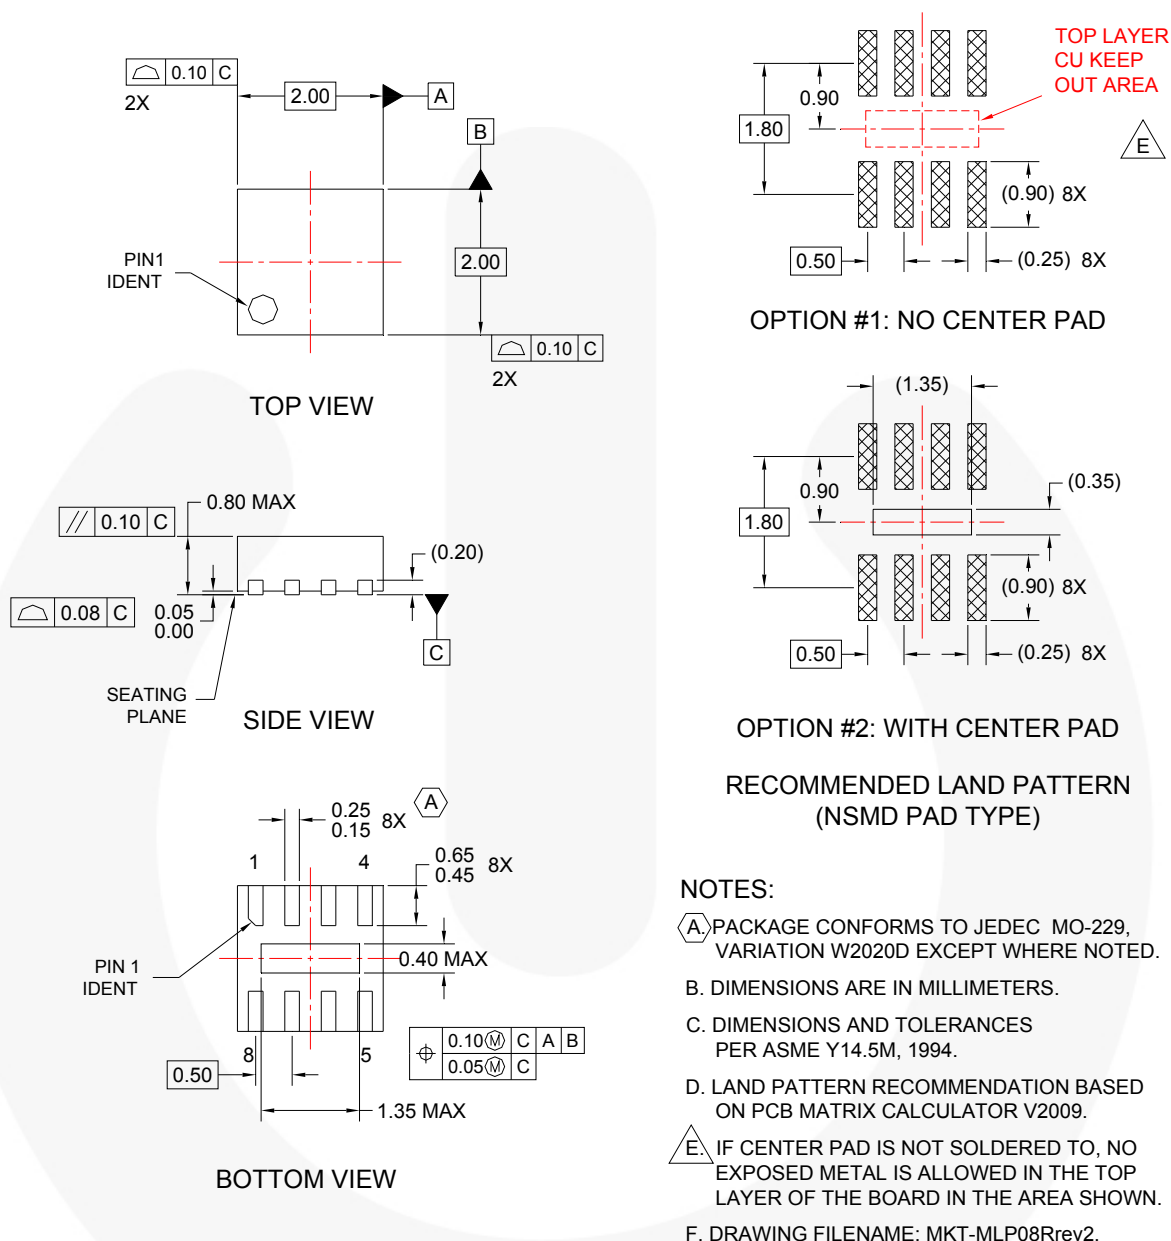 0.10 C
2X
2.00
A
B
2.00
PIN1
IDENT
0.10 C
2X
TOP VIEW
0.80 MAX
// 0.10 C
(0.20)
0.08 C
0.05
0.00
C
SEATING
PLANE
SIDE VIEW
0.25
0.15 8X
A
1
4
0.65
0.45 8X
0.40 MAX
PIN 1
IDENT
8
5
0.10 M C A B
0.05 M C
0.50
1.35 MAX
BOTTOM VIEW
TOP LAYER
CU KEEP
OUT AREA
0.90
1.80
E
(0.90) 8X
0.50
(0.25) 8X
OPTION #1: NO CENTER PAD
(1.35)
(0.35)
0.90
1.80
(0.90) 8X
0.50
(0.25) 8X
OPTION #2: WITH CENTER PAD
RECOMMENDED LAND PATTERN
(NSMD PAD TYPE)
NOTES:
A. PACKAGE CONFORMS TO JEDEC MO-229,
VARIATION W2020D EXCEPT WHERE NOTED.
B. DIMENSIONS ARE IN MILLIMETERS.
C. DIMENSIONS AND TOLERANCES
PER ASME Y14.5M, 1994.
D. LAND PATTERN RECOMMENDATION BASED
ON PCB MATRIX CALCULATOR V2009.
E. IF CENTER PAD IS NOT SOLDERED TO, NO
EXPOSED METAL IS ALLOWED IN THE TOP
LAYER OF THE BOARD IN THE AREA SHOWN.
F. DRAWING FILENAME: MKT-MLP08Rrev2.